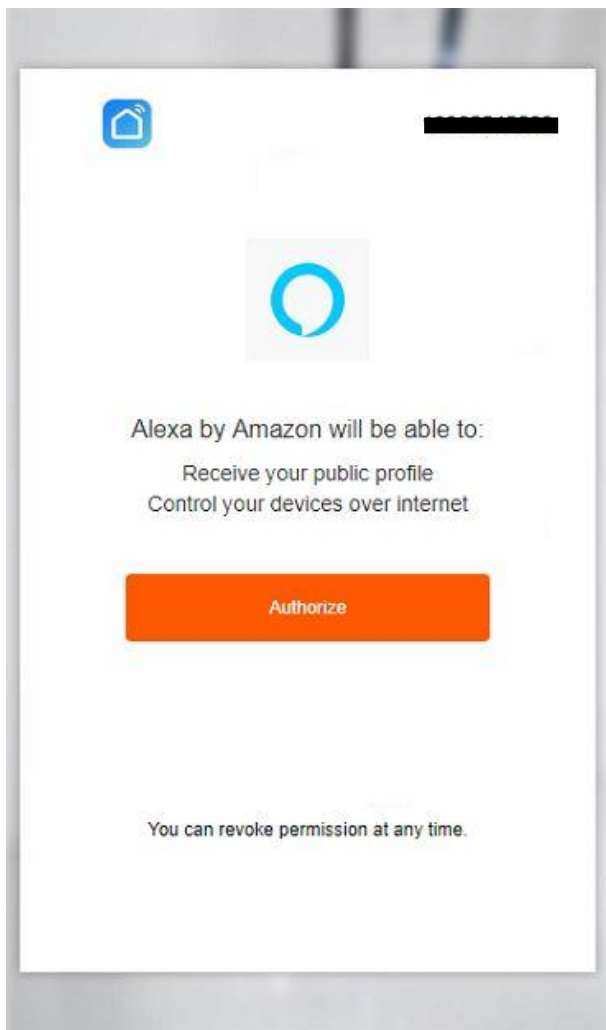 Alexa by Amazon will be able to:
Receive your public profile
Control your devices over internet
Authorize
You can revoke permission at any time.